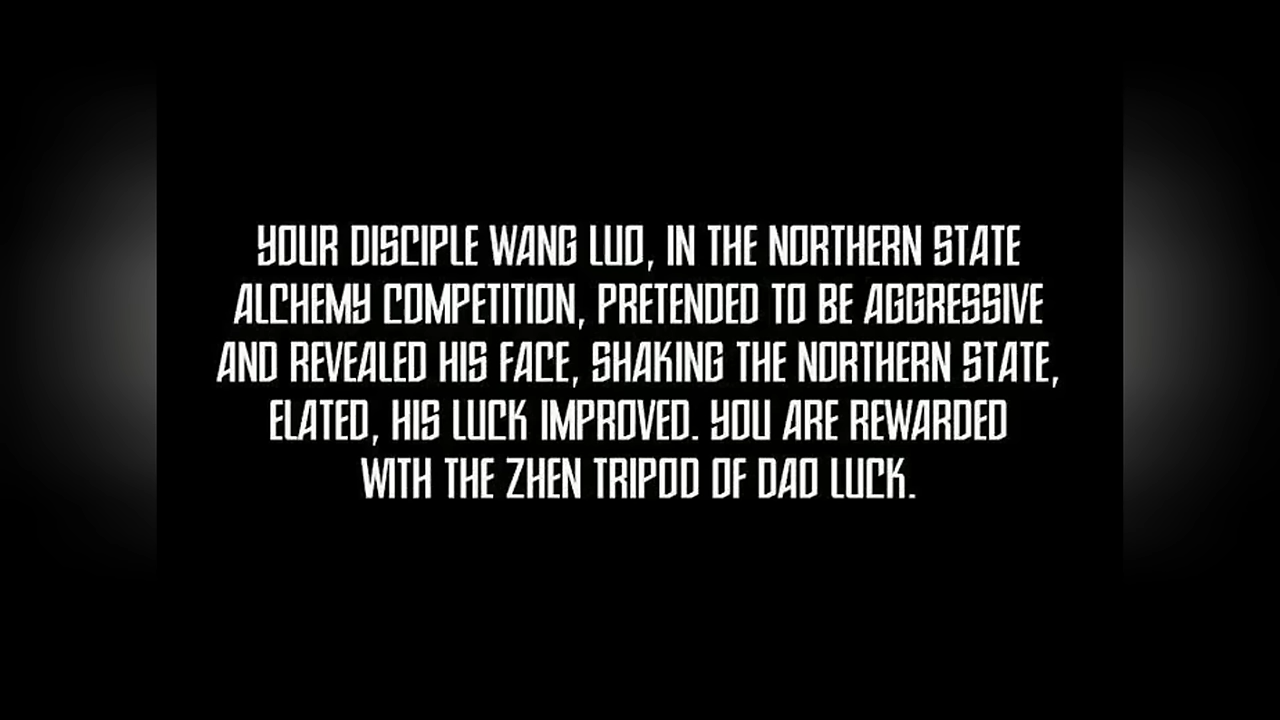 YOUR DISCIPLE WANG LUO, IN THE NORTHERN STATE
ALCHEMY COMPETITION, PRETENDED TO BE AGGRESSIVE
AND REVEALED HIS FACE, SHAKING THE NORTHERN STATE,
ELATED, HIS LUCK IMPROVED. YOU ARE REWARDED
WITH THE ZHEN TRIPOD OF DAO LUCK.